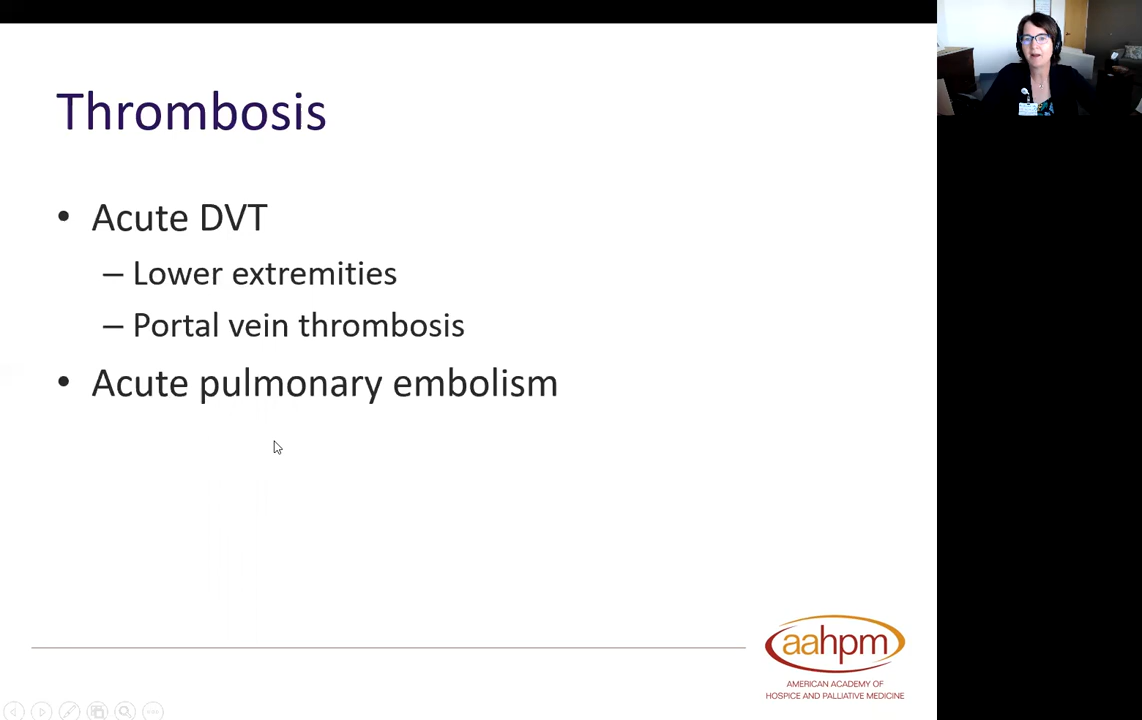 Thrombosis
• Acute DVT
– Lower extremities
– Portal vein thrombosis
• Acute pulmonary embolism
aahpm
AMERICAN ACADEMY OF
HOSPICE AND PALLIATIVE MEDICINE